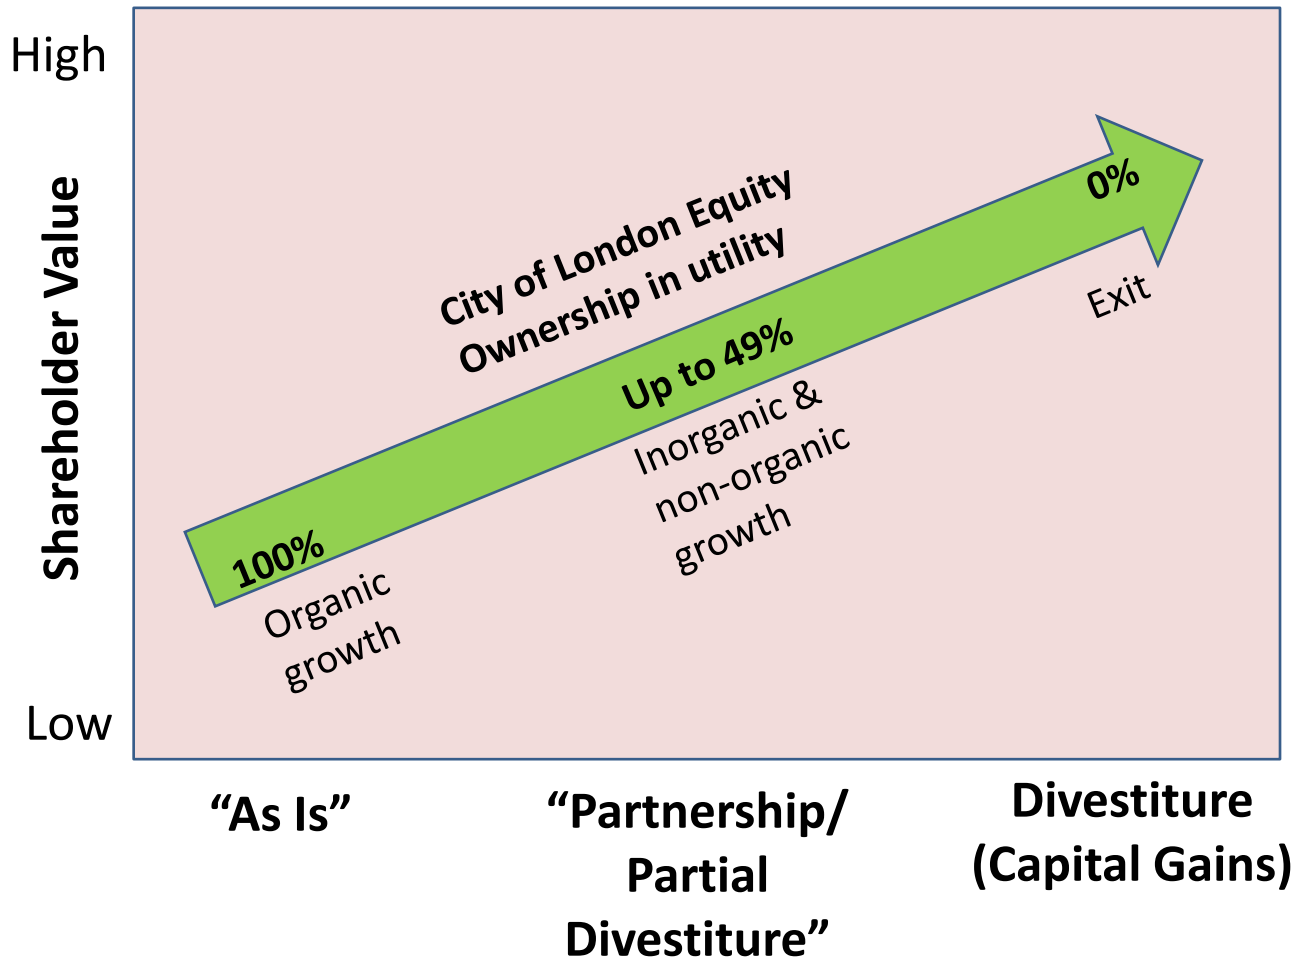 High
Shareholder Value
Low
City of London Equity
Ownership in utility
100%
Organic
growth
Up to 49%
Inorganic &
non-organic
growth
0%
Exit
“As Is”
“Partnership/
Partial
Divestiture”
Divestiture
(Capital Gains)